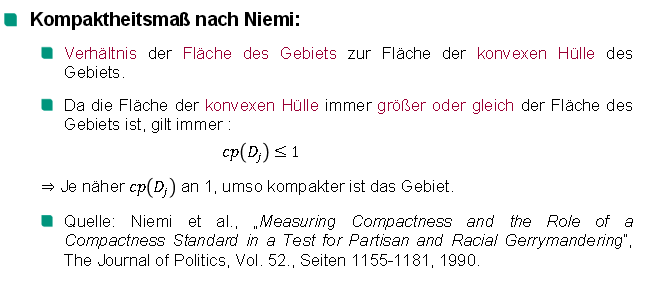 Kompaktheitsmaß nach Niemi:
Verhältnis der Fläche des Gebiets zur Fläche der konvexen Hülle des
Gebiets.
Da die Fläche der konvexen Hülle immer größer oder gleich der Fläche des
Gebiets ist, gilt immer :
cp(D_j) ≤ 1
⇒ Je näher cp(D_j) an 1, umso kompakter ist das Gebiet.
Quelle: Niemi et al., „Measuring Compactness and the Role of a
Compactness Standard in a Test for Partisan and Racial Gerrymandering“,
The Journal of Politics, Vol. 52., Seiten 1155-1181, 1990.